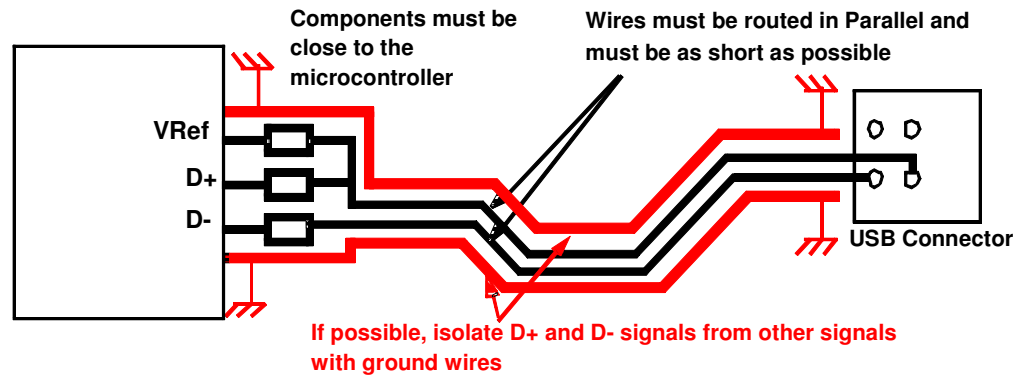 Components must be
close to the
microcontroller
Wires must be routed in Parallel and
must be as short as possible
VRef
D+
D-
USB Connector
If possible, isolate D+ and D- signals from other signals
with ground wires